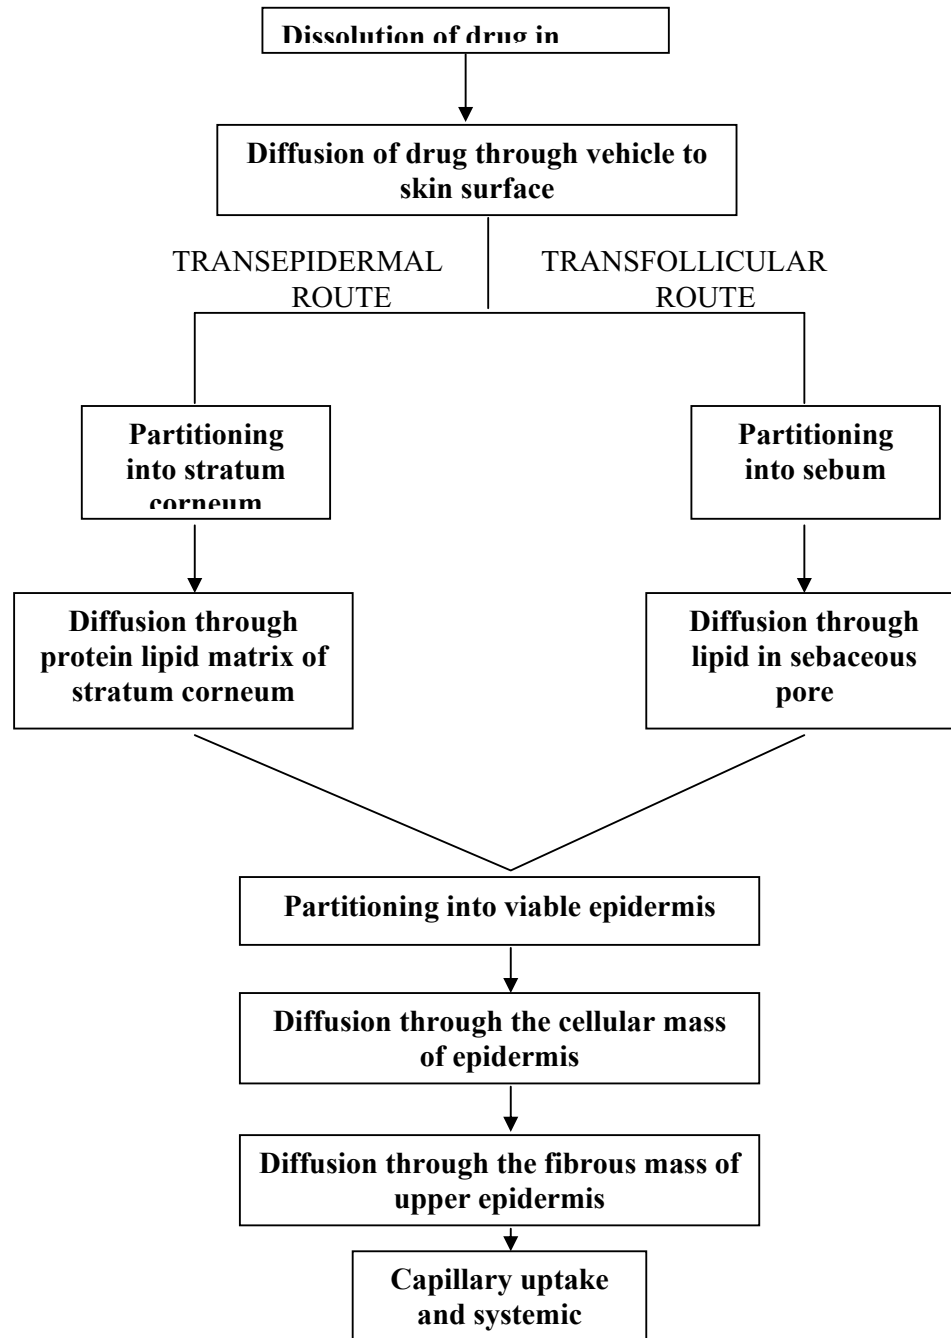 Dissolution of drug in
Diffusion of drug through vehicle to
skin surface
TRANSEPIDERMAL
ROUTE
TRANSFOLLICULAR
ROUTE
Partitioning
into stratum
corneum
Partitioning
into sebum
Diffusion through
protein lipid matrix of
stratum corneum
Diffusion through
lipid in sebaceous
pore
Partitioning into viable epidermis
Diffusion through the cellular mass
of epidermis
Diffusion through the fibrous mass of
upper epidermis
Capillary uptake
and systemic